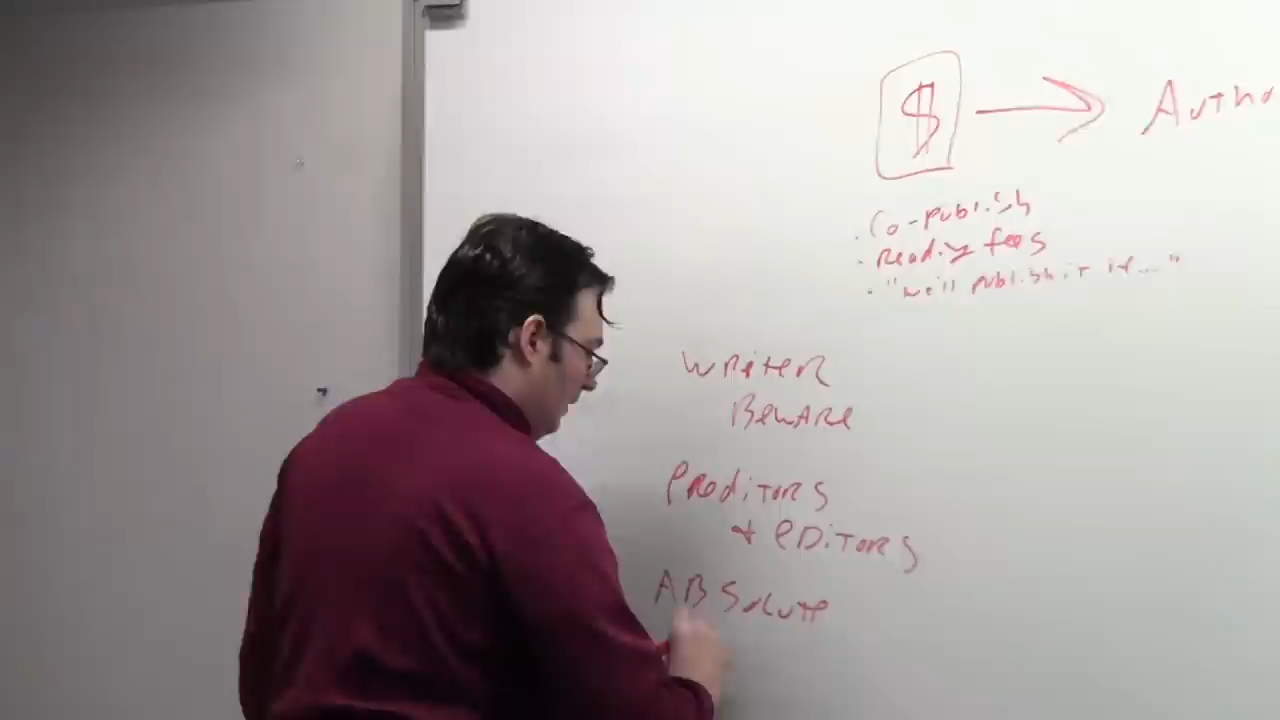 $ → Autho
· Co-publish
· Reading fees
· "we'll publish it if..."
Writer
Beware
Preditors
+ Editors
ABSolute